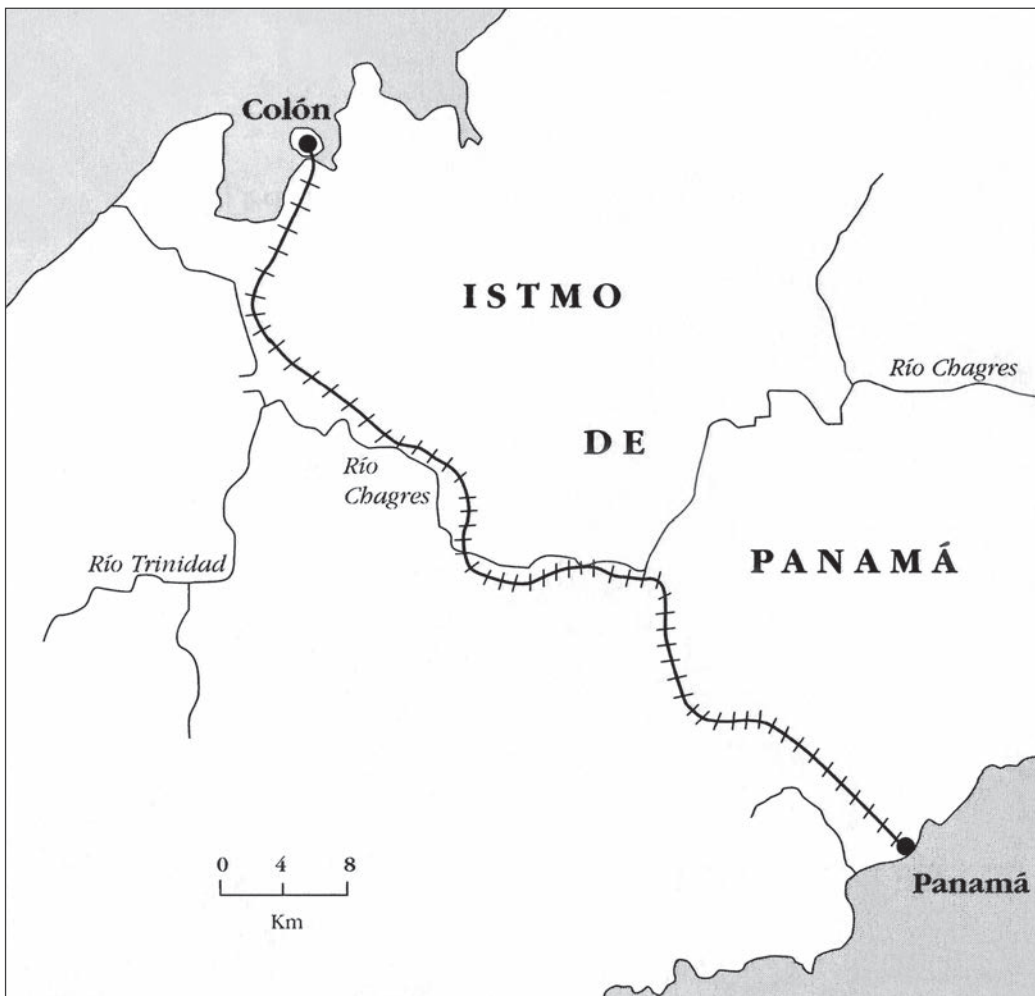 Colón
ISTMO
Río Chagres
DE
Río
Chagres
Río Trinidad
PANAMÁ
0 4 8
Km
Panamá